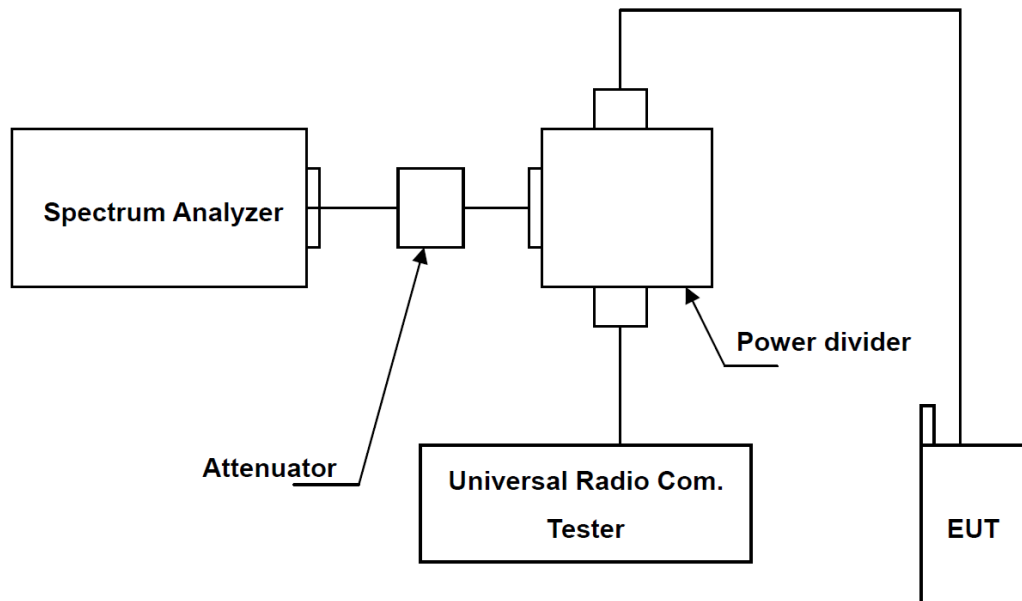 Spectrum Analyzer
Power divider
Attenuator
Universal Radio Com.
Tester
EUT